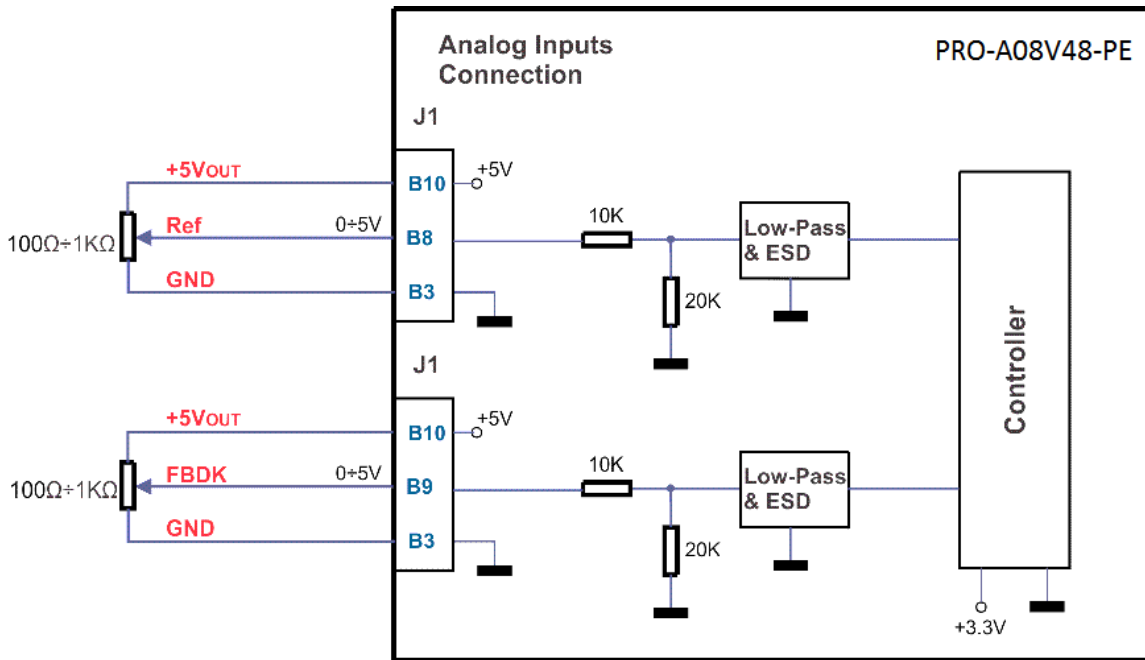 Analog Inputs
Connection
PRO-A08V48-PE
J1
+5VOUT
B10
+5V
100Ω÷1KΩ
Ref
0÷5V
B8
10K
Low-Pass
& ESD
GND
B3
20K
Controller
J1
+5VOUT
B10
+5V
100Ω÷1KΩ
FBDK
0÷5V
B9
10K
Low-Pass
& ESD
GND
B3
20K
+3.3V